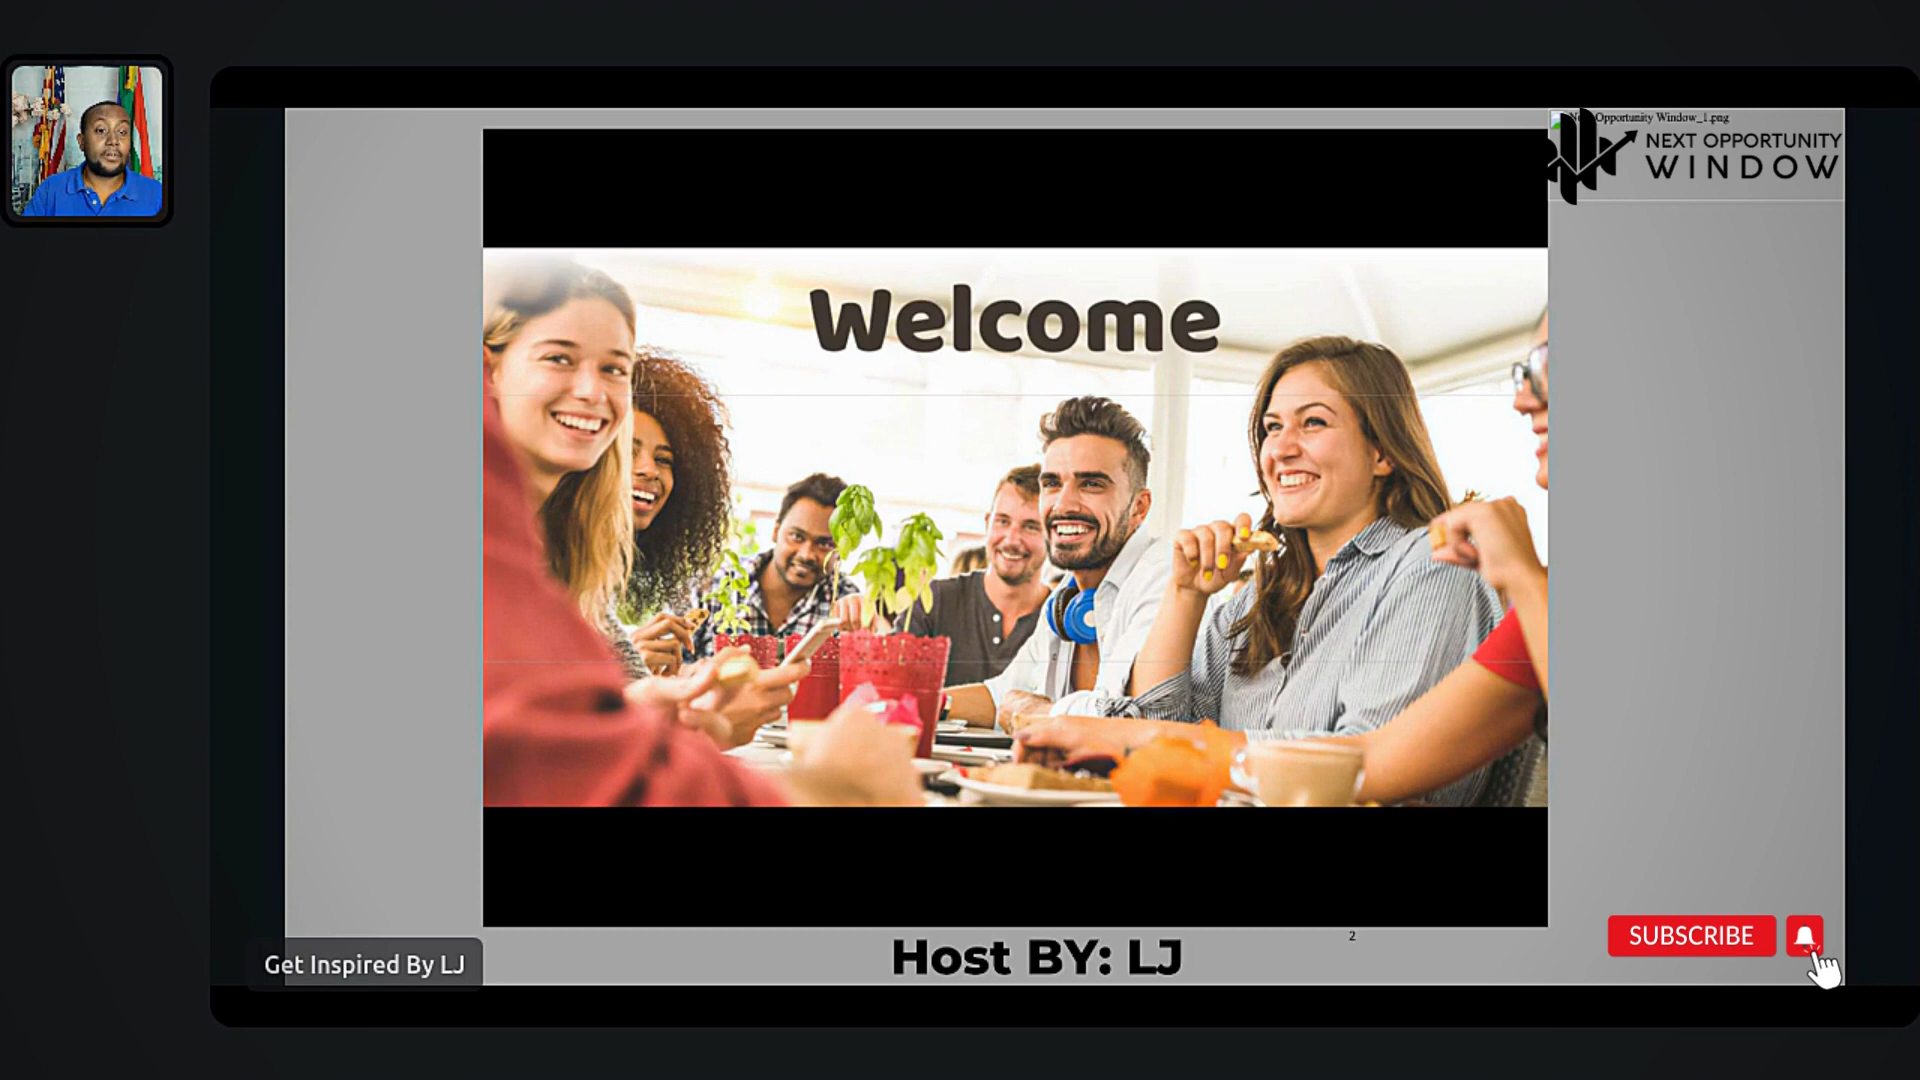 Opportunity Window_1.png
NEXT OPPORTUNITY
WINDOW
Welcome
2
Host BY: LJ
SUBSCRIBE
Get Inspired By LJ